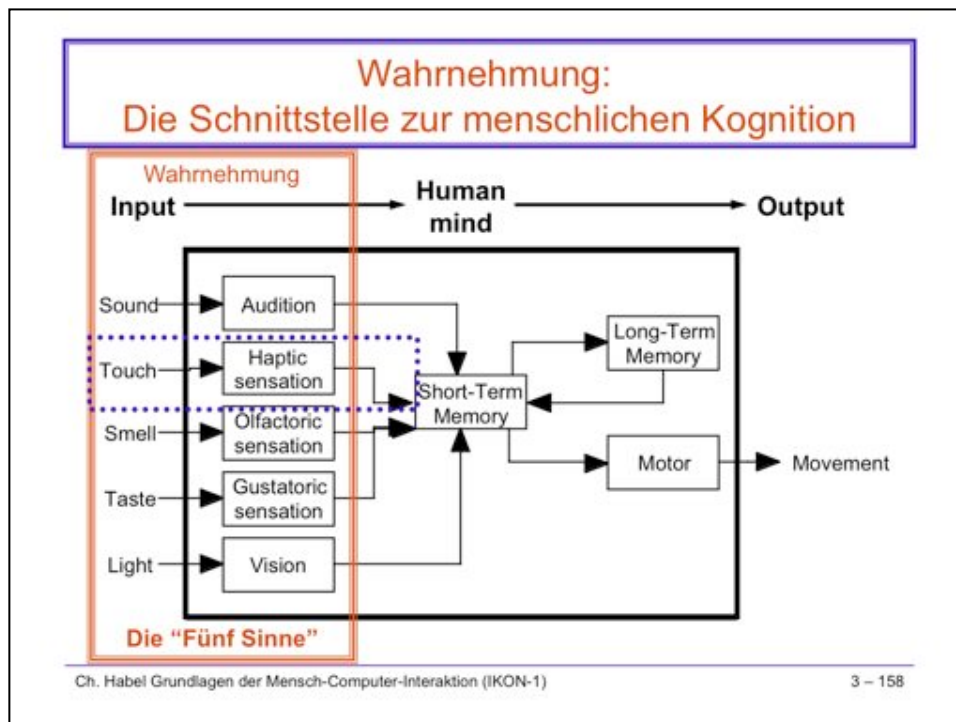 Wahrnehmung:
Die Schnittstelle zur menschlichen Kognition
Wahrnehmung
Input
Human
mind
Output
Sound
Audition
Touch
Haptic
sensation
Smell
Olfactoric
sensation
Taste
Gustatoric
sensation
Light
Vision
Short-Term
Memory
Long-Term
Memory
Motor
Movement
Die “Fünf Sinne”
Ch. Habel Grundlagen der Mensch-Computer-Interaktion (IKON-1)
3 – 158